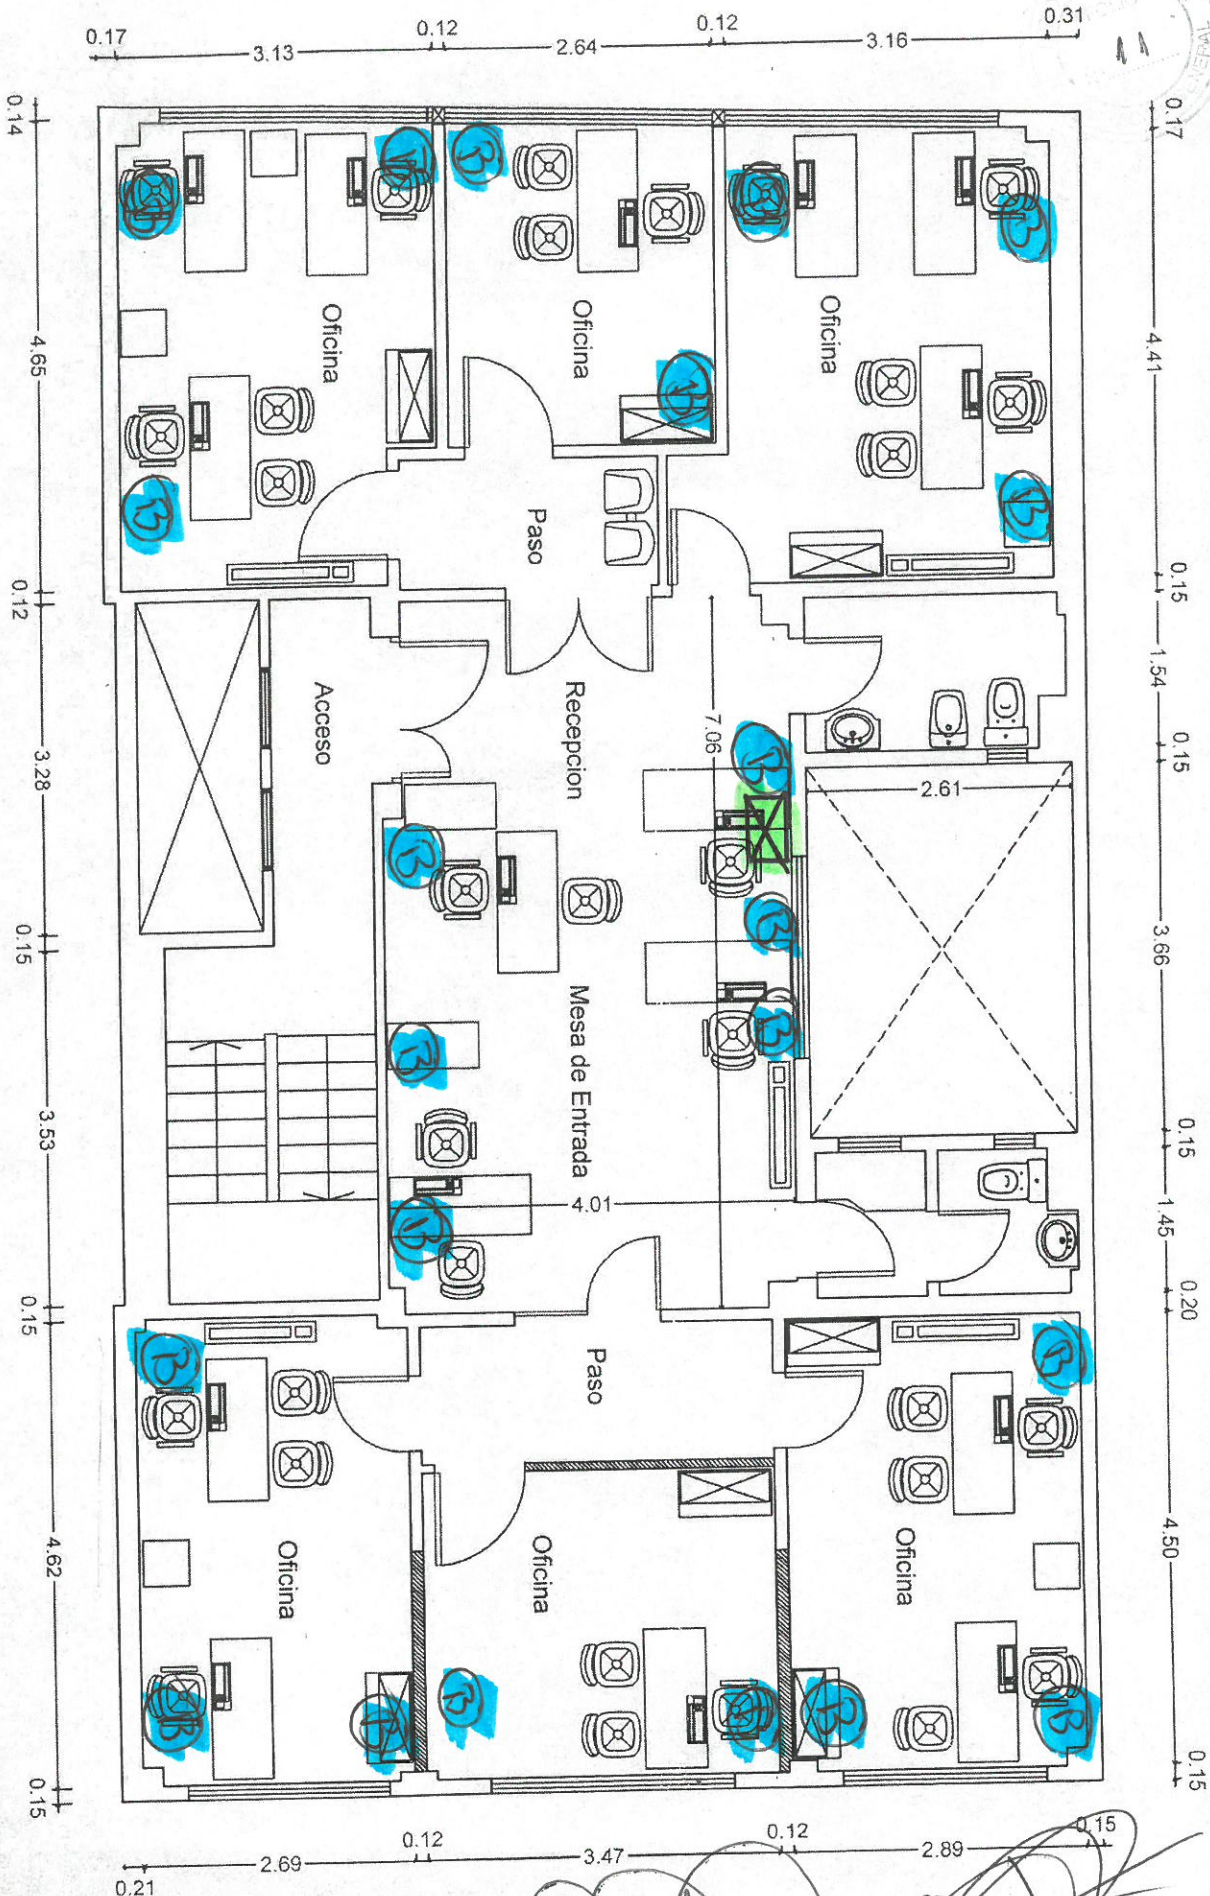 0.17
3.13
0.12
2.64
0.12
3.16
0.31
11
0.14
4.65
0.12
3.28
0.15
3.53
0.15
4.62
0.15
0.17
4.41
0.15
1.54
0.15
3.66
0.15
1.45
0.20
4.50
0.15
B
B
B
B
B
Oficina
Oficina
Oficina
B
B
B
Paso
Acceso
Recepcion
7.06
2.61
B
B
B
B
Mesa de Entrada
B
B
4.01
B
B
B
Paso
Oficina
Oficina
Oficina
B
B
B
B
B
B
0.21
2.69
0.12
3.47
0.12
2.89
0.15